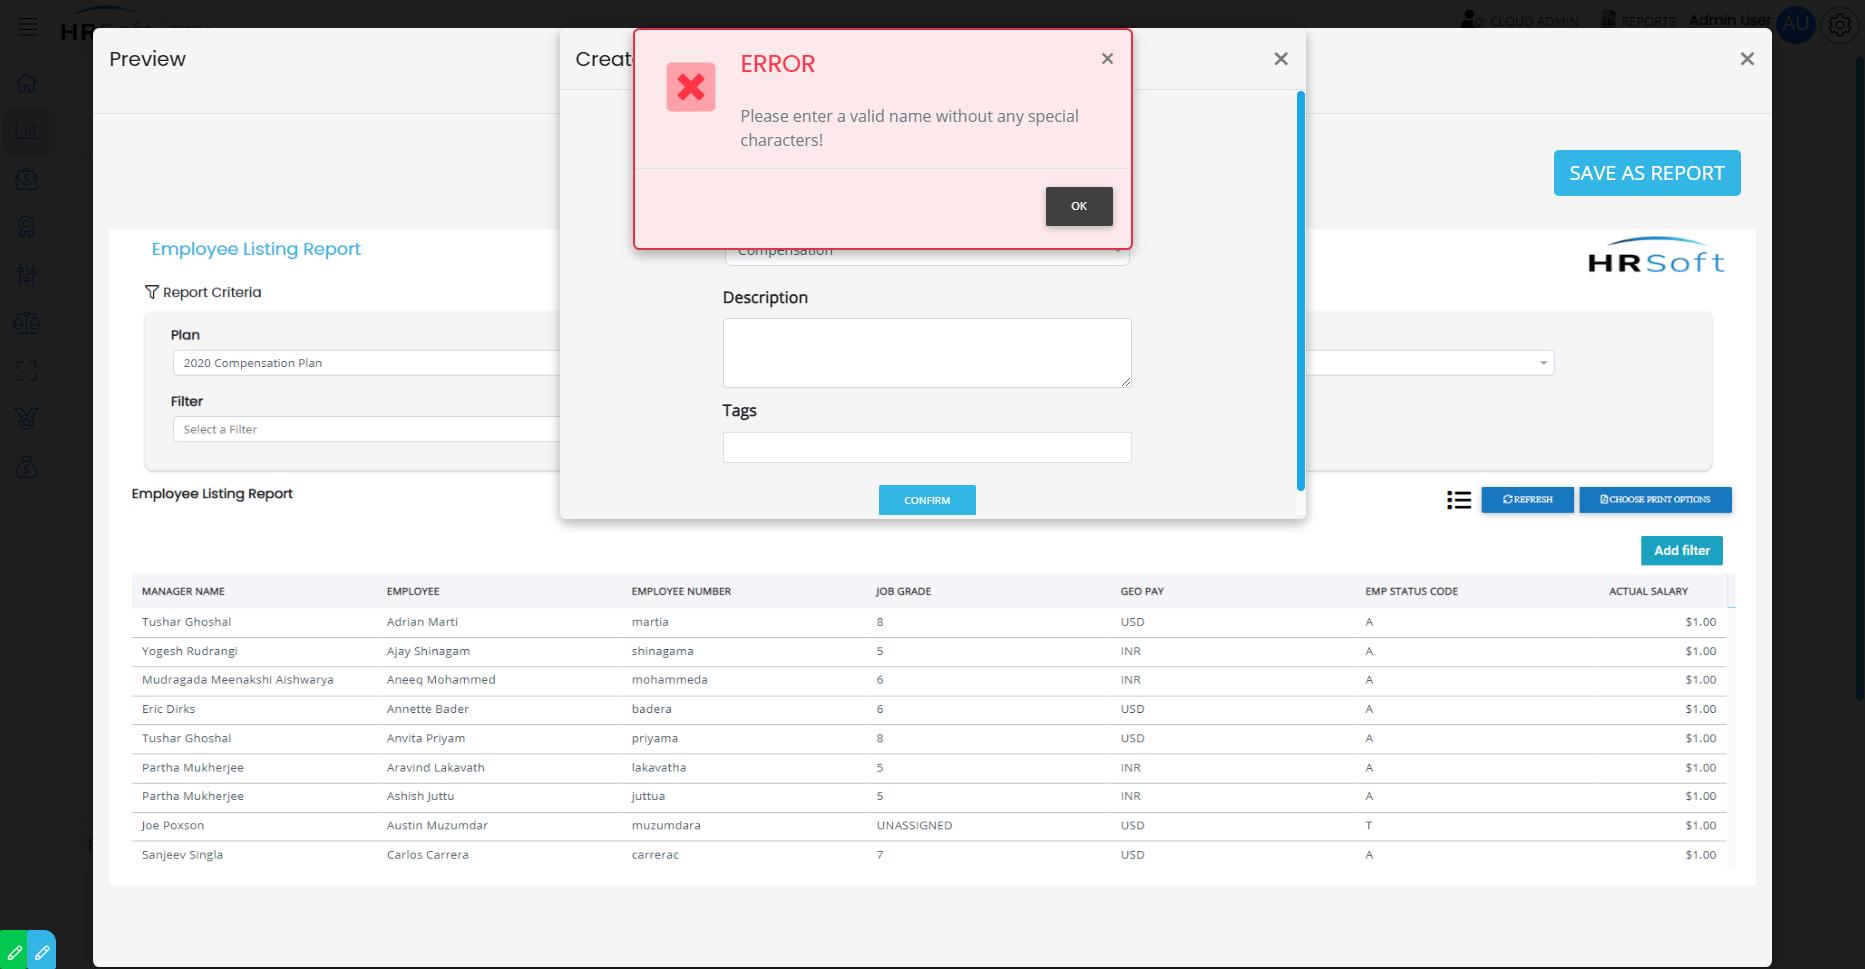 HRSoft
CLOUD ADMIN
REPORTS
Admin User
AU
Preview
ERROR
Please enter a valid name without any special
characters!
OK
SAVE AS REPORT
Employee Listing Report
HRSoft
Compensation
Report Criteria
Description
Plan
2020 Compensation Plan
Filter
Select a Filter
Tags
CONFIRM
Employee Listing Report
REFRESH
CHOOSE PRINT OPTIONS
Add filter
MANAGER NAME EMPLOYEE EMPLOYEE NUMBER JOB GRADE GEO PAY EMP STATUS CODE ACTUAL SALARY
Tushar Ghoshal Adrian Marti martia 8 USD A $1.00
Yogesh Rudrangi Ajay Shinagam shinagama 5 INR A $1.00
Mudragada Meenakshi Aishwarya Aneeq Mohammed mohammeda 6 INR A $1.00
Eric Dirks Annette Bader badera 6 USD A $1.00
Tushar Ghoshal Anvita Priyam priyama 8 USD A $1.00
Partha Mukherjee Aravind Lakavath lakavatha 5 INR A $1.00
Partha Mukherjee Ashish Juttu juttua 5 INR A $1.00
Joe Poxson Austin Muzumdar muzumdara UNASSIGNED USD T $1.00
Sanjeev Singla Carlos Carrera carrerac 7 USD A $1.00